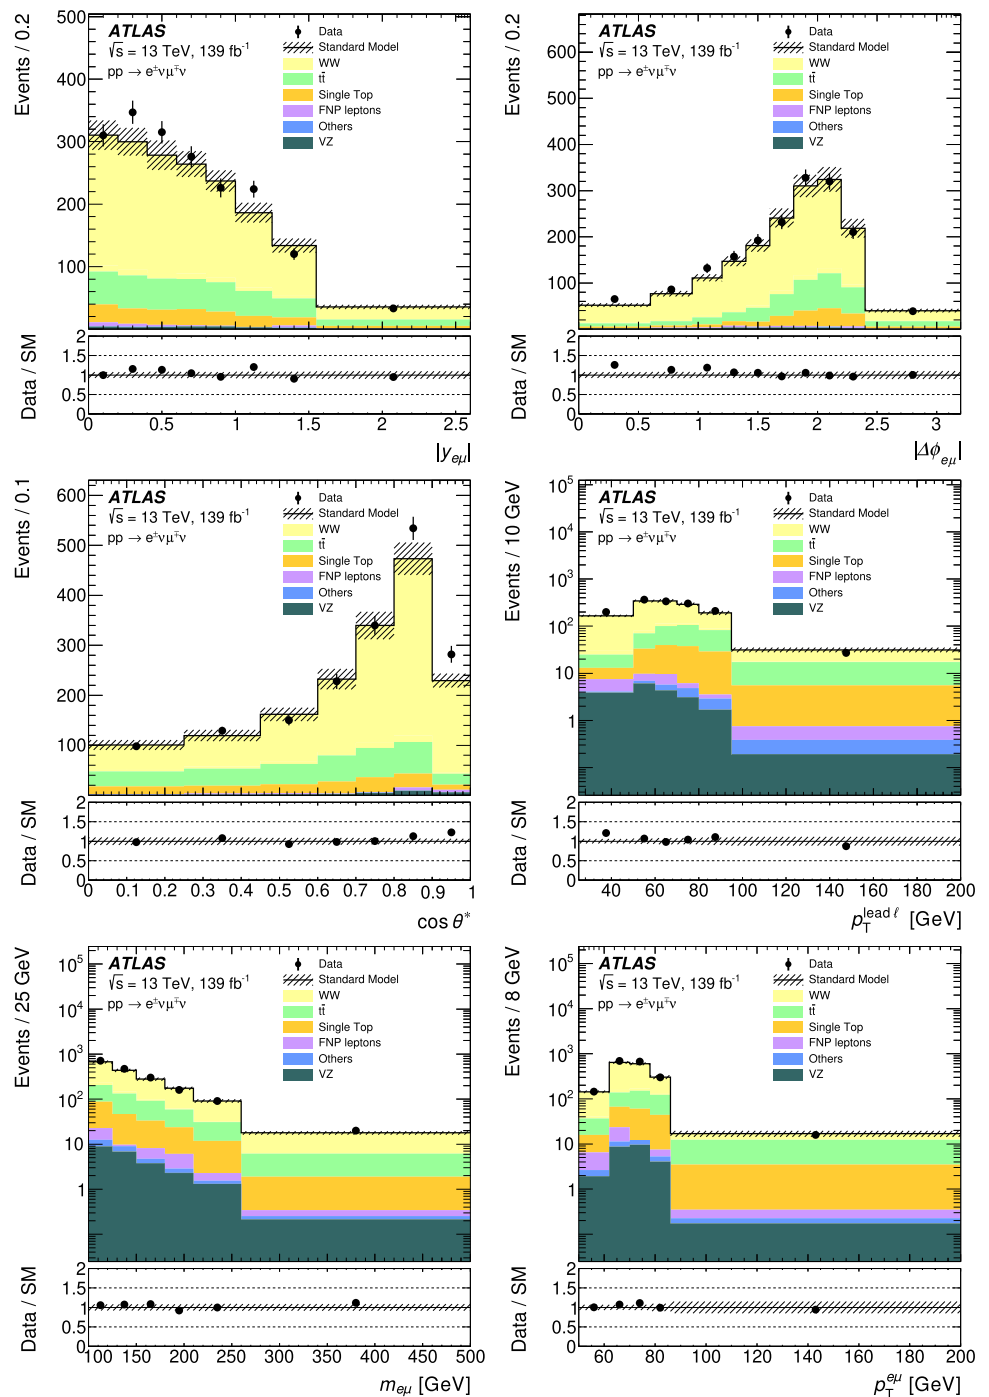 Events / 0.2
500
400
300
200
100
ATLAS
√s = 13 TeV, 139 fb⁻¹
pp → e±νμ∓ν
Data
Standard Model
WW
tt̄
Single Top
FNP leptons
Others
VZ
Data / SM
2
1.5
1
0.5
0
0 0.5 1 1.5 2 2.5
|y_eμ|
Events / 0.2
600
500
400
300
200
100
ATLAS
√s = 13 TeV, 139 fb⁻¹
pp → e±νμ∓ν
Data
Standard Model
WW
tt̄
Single Top
FNP leptons
Others
VZ
Data / SM
2
1.5
1
0.5
0
0 0.5 1 1.5 2 2.5 3
|Δϕ_eμ|
Events / 0.1
600
500
400
300
200
100
ATLAS
√s = 13 TeV, 139 fb⁻¹
pp → e±νμ∓ν
Data
Standard Model
WW
tt̄
Single Top
FNP leptons
Others
VZ
Data / SM
2
1.5
1
0.5
0
0 0.1 0.2 0.3 0.4 0.5 0.6 0.7 0.8 0.9 1
cos θ*
Events / 10 GeV
10⁵
10⁴
10³
10²
10
1
ATLAS
√s = 13 TeV, 139 fb⁻¹
pp → e±νμ∓ν
Data
Standard Model
WW
tt̄
Single Top
FNP leptons
Others
VZ
Data / SM
2
1.5
1
0.5
0
40 60 80 100 120 140 160 180 200
p_T^lead ℓ [GeV]
Events / 25 GeV
10⁵
10⁴
10³
10²
10
1
ATLAS
√s = 13 TeV, 139 fb⁻¹
pp → e±νμ∓ν
Data
Standard Model
WW
tt̄
Single Top
FNP leptons
Others
VZ
Data / SM
2
1.5
1
0.5
0
100 150 200 250 300 350 400 450 500
m_eμ [GeV]
Events / 8 GeV
10⁵
10⁴
10³
10²
10
1
ATLAS
√s = 13 TeV, 139 fb⁻¹
pp → e±νμ∓ν
Data
Standard Model
WW
tt̄
Single Top
FNP leptons
Others
VZ
Data / SM
2
1.5
1
0.5
0
60 80 100 120 140 160 180 200
p_T^eμ [GeV]